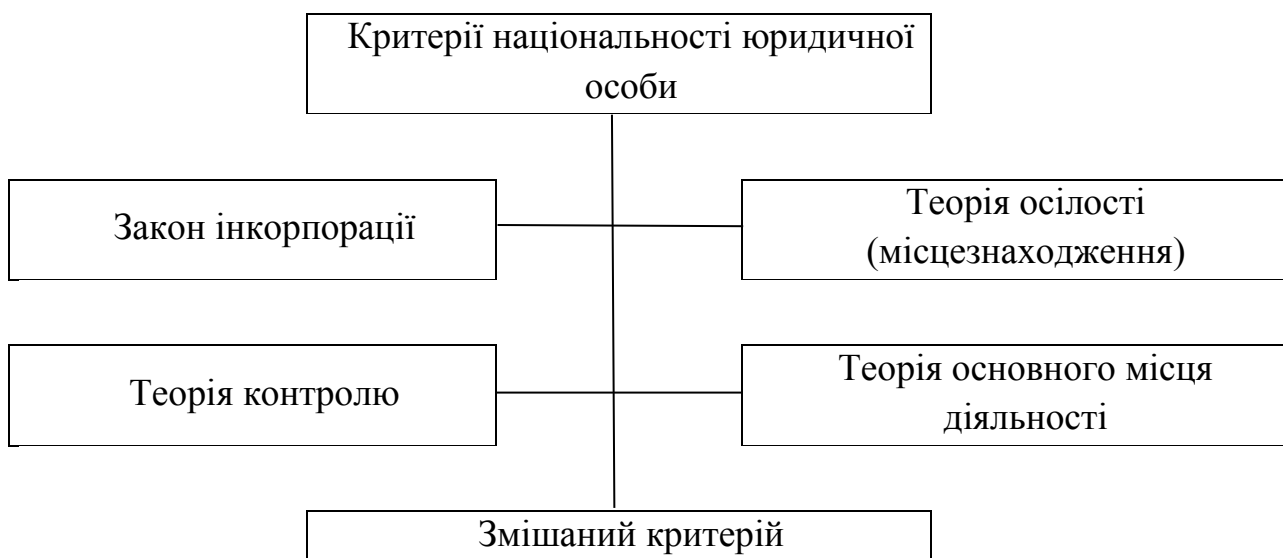 Критерії національності юридичної
особи
Закон інкорпорації
Теорія осілості
(місцезнаходження)
Теорія контролю
Теорія основного місця
діяльності
Змішаний критерій